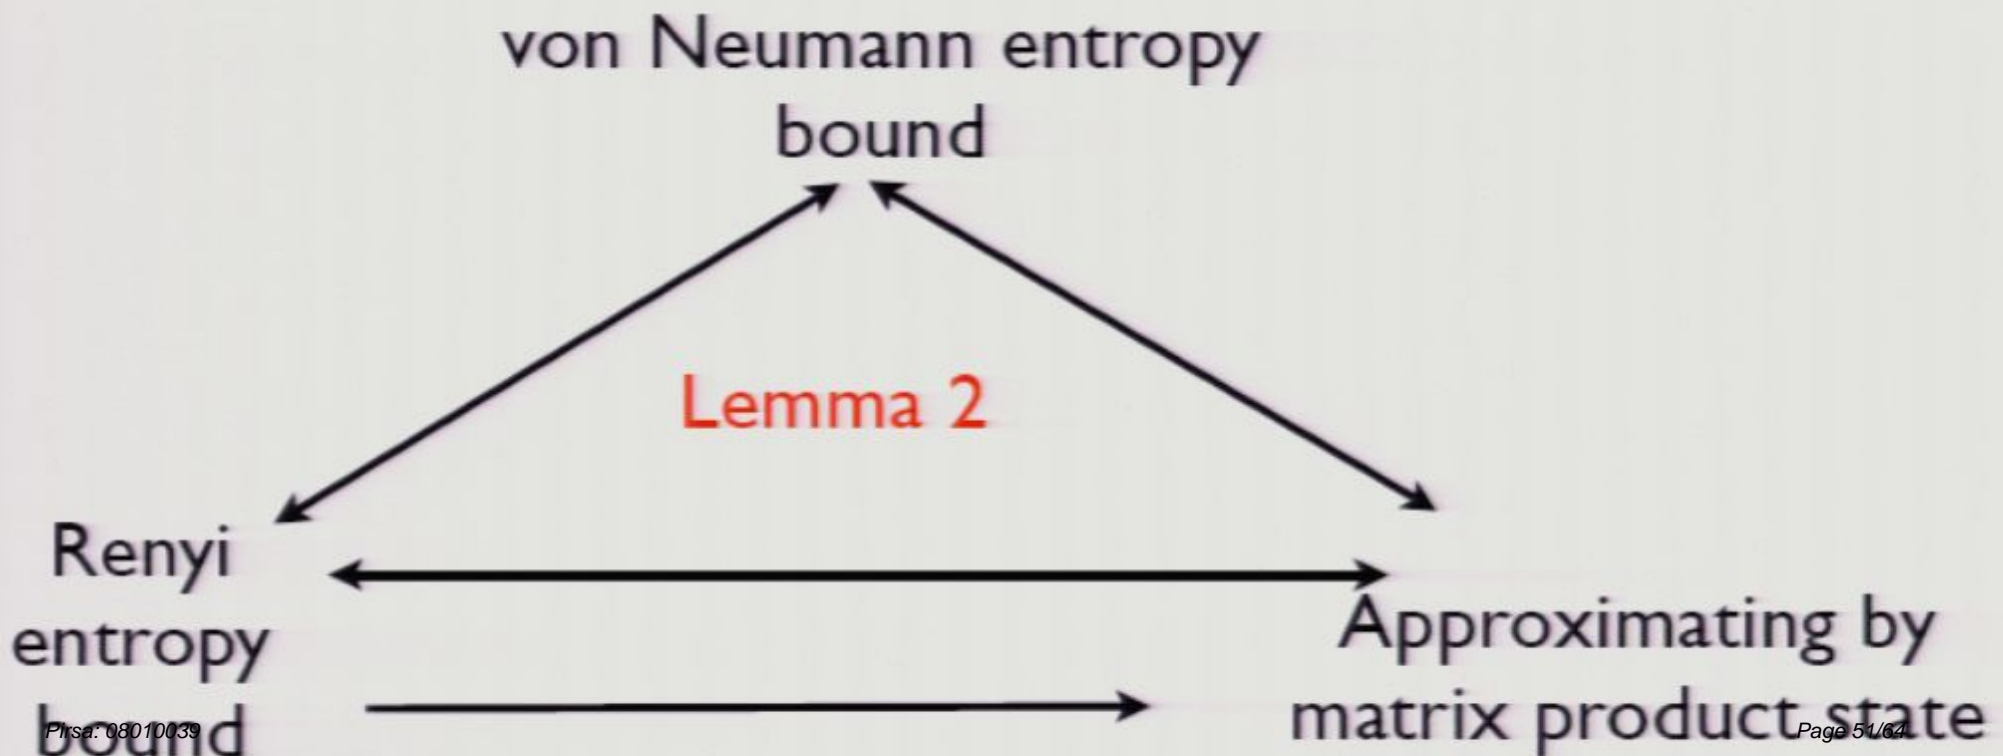 von Neumann entropy
bound
Lemma 2
Renyi
entropy
bound
Approximating by
matrix product state
Pirsa: 08010039
Page 51/64